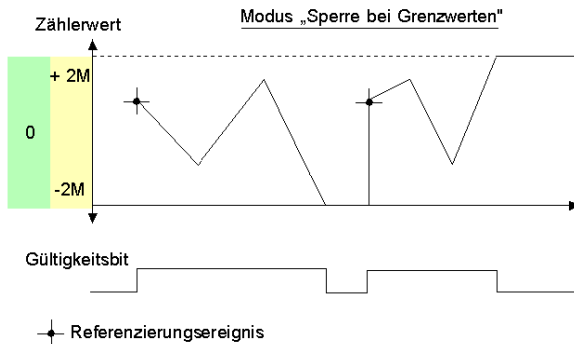 Modus „Sperre bei Grenzwerten"
Zählerwert
+ 2M
0
-2M
Gültigkeitsbit
Referenzierungsereignis